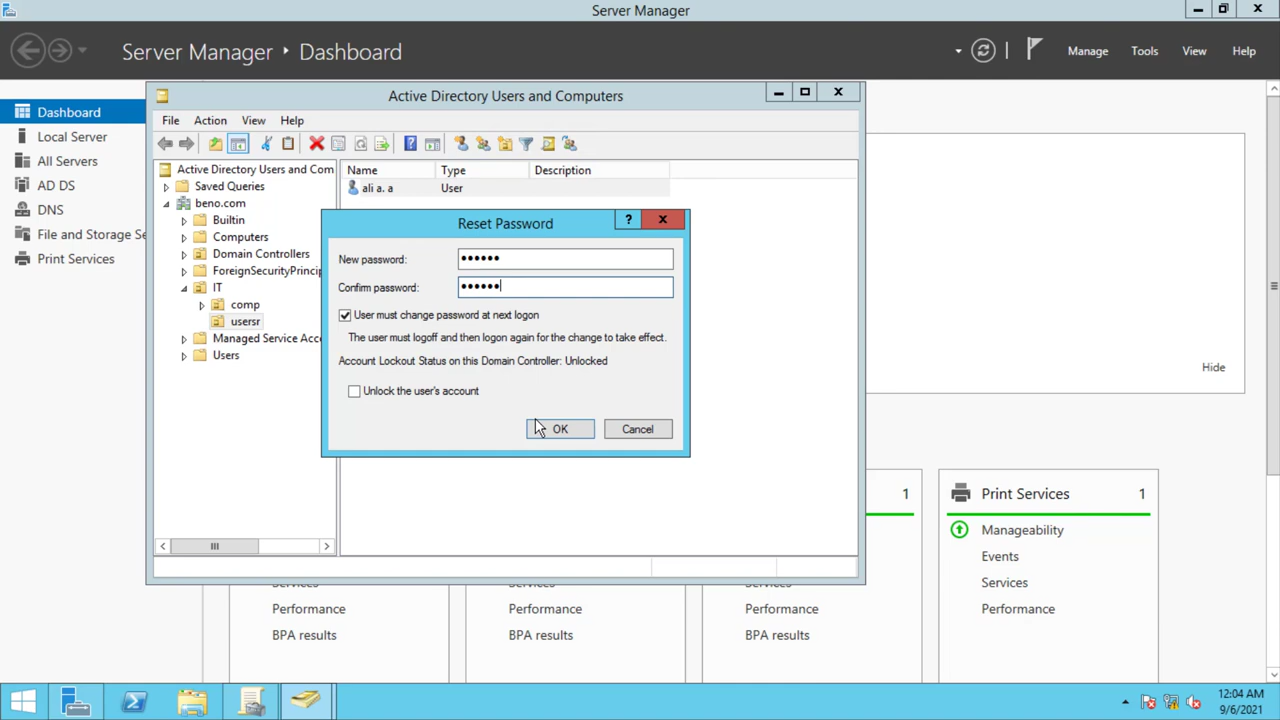 Server Manager
Server Manager ‣ Dashboard
Manage Tools View Help
Dashboard
Local Server
All Servers
AD DS
DNS
File and Storage Se
Print Services
Active Directory Users and Computers
File Action View Help
Active Directory Users and Com
Saved Queries
beno.com
Builtin
Computers
Domain Controllers
ForeignSecurityPrincip
IT
comp
usersr
Managed Service Acco
Users
Name Type Description
ali a. a User
Reset Password
?
New password: ••••••
Confirm password: ••••••
User must change password at next logon
The user must logoff and then logon again for the change to take effect.
Account Lockout Status on this Domain Controller: Unlocked
Unlock the user's account
OK Cancel
Hide
1
Print Services 1
Manageability
Events
Services
Performance
Services Services Services
Performance Performance Performance
BPA results BPA results BPA results
12:04 AM
9/6/2021